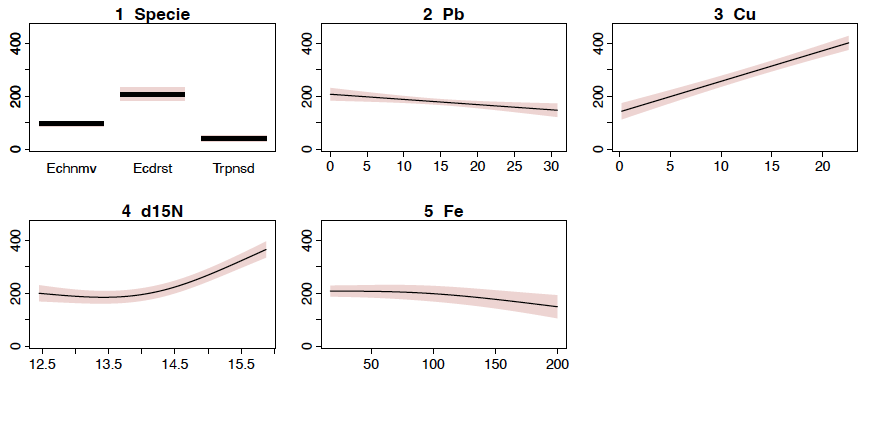 1 Specie
0 200 400
Echnmv Ecdrst Trpnsd
2 Pb
0 200 400
0 5 10 15 20 25 30
3 Cu
0 200 400
0 5 10 15 20
4 d15N
0 200 400
12.5 13.5 14.5 15.5
5 Fe
0 200 400
50 100 150 200